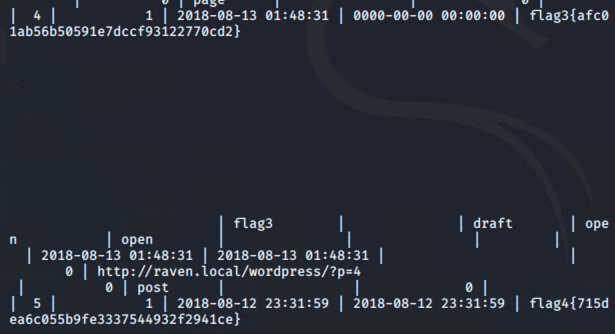 | 0 | page | | 0 |
| 4 | 1 | 2018-08-13 01:48:31 | 0000-00-00 00:00:00 | flag3{afc0
1ab56b50591e7dccf93122770cd2}
| flag3 | | draft | ope
n | open | | | |
| 2018-08-13 01:48:31 | 2018-08-13 01:48:31 | |
0 | http://raven.local/wordpress/?p=4
| 0 | post | | 0 |
| 5 | 1 | 2018-08-12 23:31:59 | 2018-08-12 23:31:59 | flag4{715d
ea6c055b9fe3337544932f2941ce}